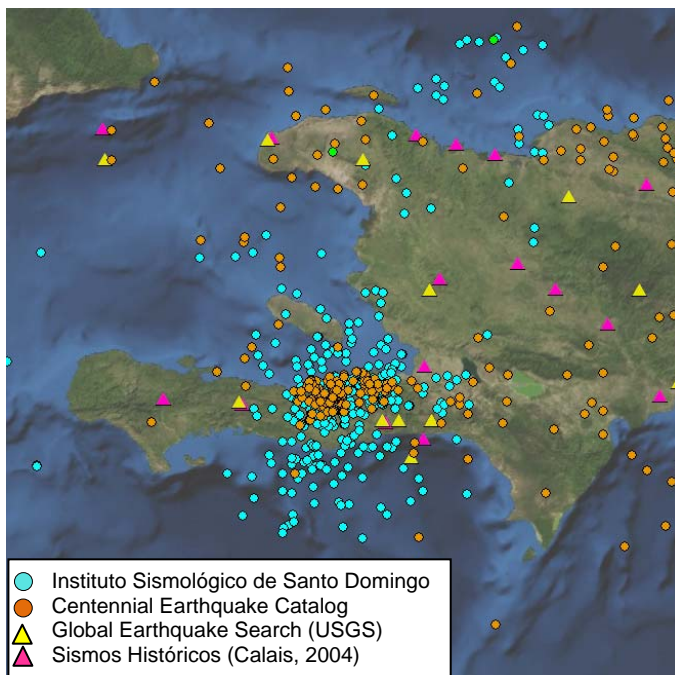 Instituto Sismológico de Santo Domingo
Centennial Earthquake Catalog
Global Earthquake Search (USGS)
Sismos Históricos (Calais, 2004)